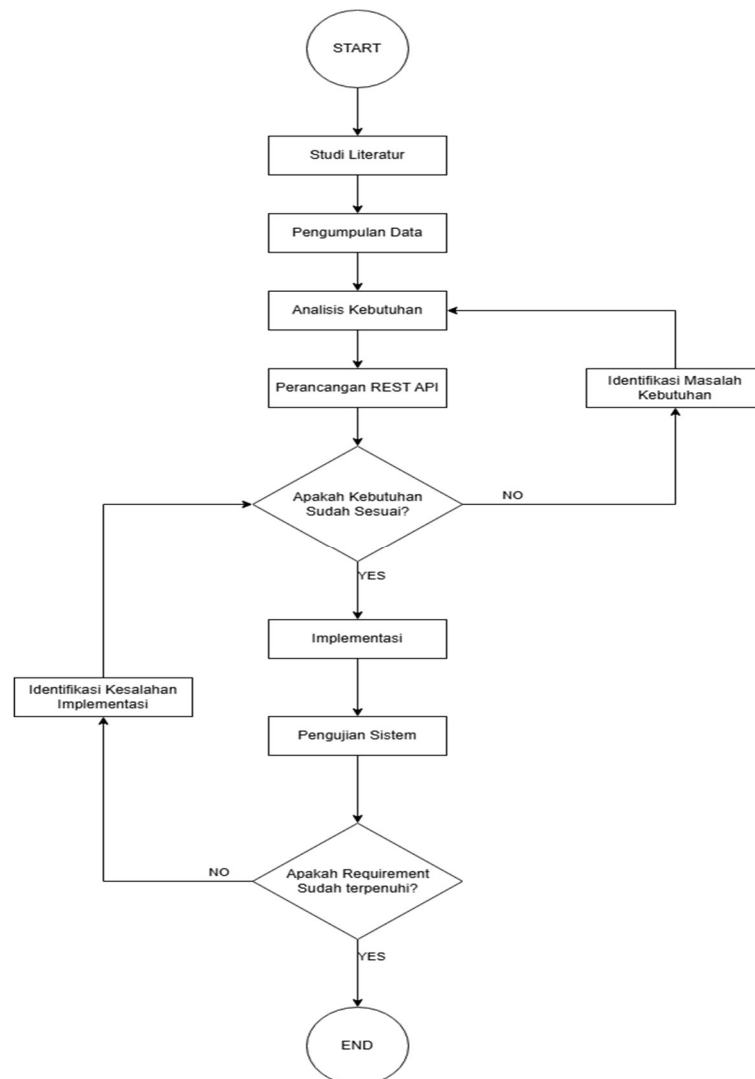 START
Studi Literatur
Pengumpulan Data
Analisis Kebutuhan
Perancangan REST API
Identifikasi Masalah
Kebutuhan
Apakah Kebutuhan
Sudah Sesuai?
NO
YES
Implementasi
Identifikasi Kesalahan
Implementasi
Pengujian Sistem
Apakah Requirement
Sudah terpenuhi?
NO
YES
END